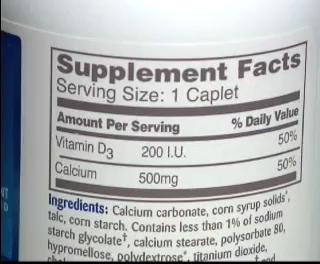 Supplement Facts
Serving Size: 1 Caplet
Amount Per Serving % Daily Value
Vitamin D3 200 I.U. 50%
Calcium 500mg 50%
Ingredients: Calcium carbonate, corn syrup solids*,
talc, corn starch. Contains less than 1% of sodium
starch glycolate†, calcium stearate, polysorbate 80,
hypromellose, polydextrose*, titanium dioxide,
and